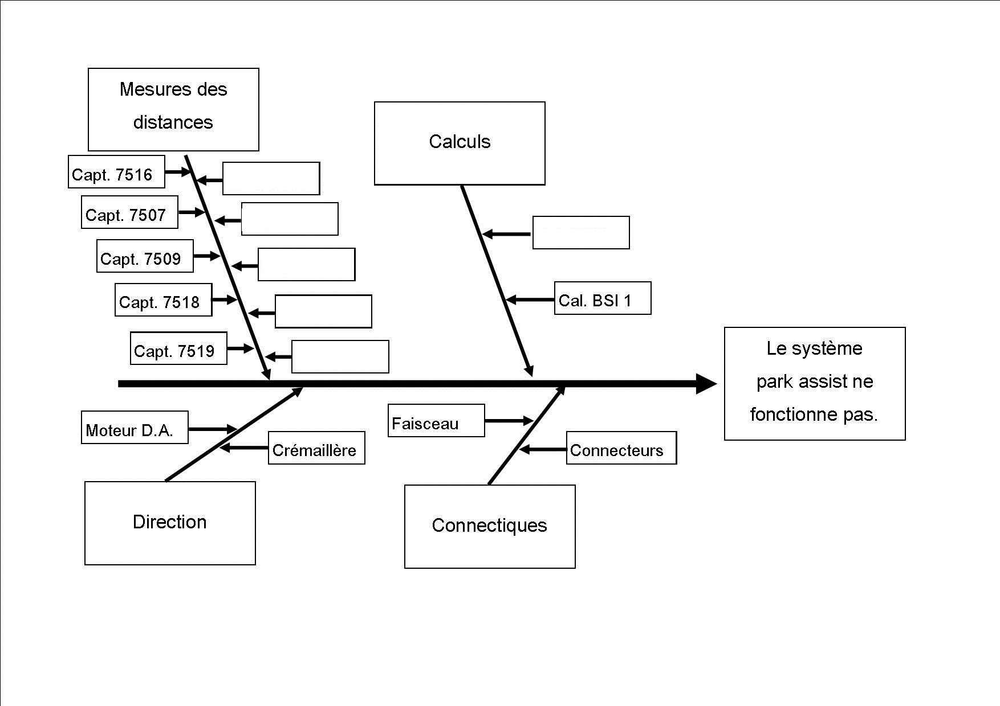 Mesures des
distances
Calculs
Capt. 7516
Capt. 7507
Capt. 7509
Capt. 7518
Cal. BSI 1
Capt. 7519
Le système
park assist ne
fonctionne pas.
Moteur D.A.
Crémaillère
Faisceau
Connecteurs
Direction
Connectiques